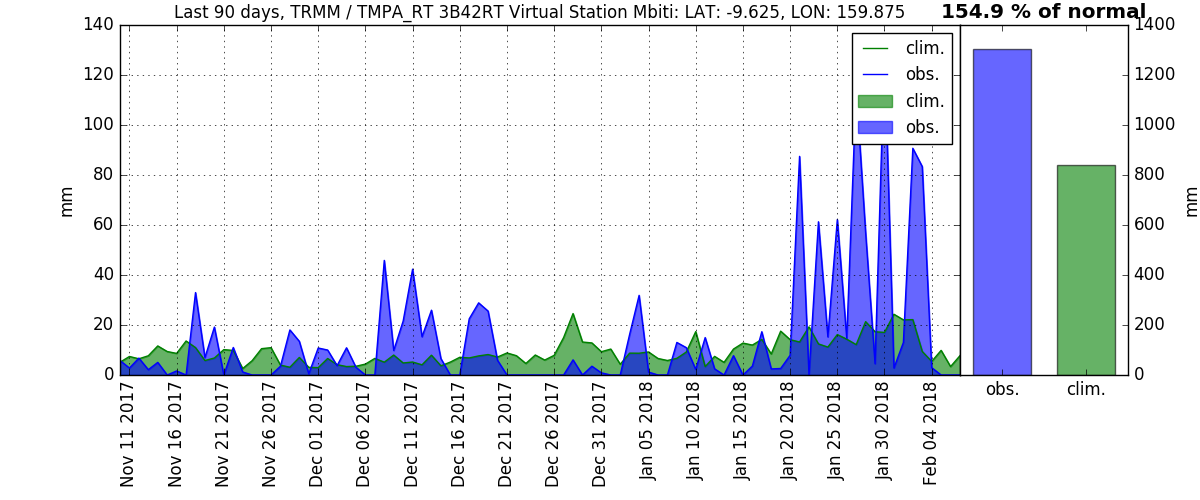 Last 90 days, TRMM / TMPA_RT 3B42RT Virtual Station Mbiti: LAT: -9.625, LON: 159.875
154.9 % of normal
140
120
100
80
60
40
20
0
mm
clim.
obs.
clim.
obs.
1400
1200
1000
800
600
400
200
0
mm
Nov 11 2017
Nov 16 2017
Nov 21 2017
Nov 26 2017
Dec 01 2017
Dec 06 2017
Dec 11 2017
Dec 16 2017
Dec 21 2017
Dec 26 2017
Dec 31 2017
Jan 05 2018
Jan 10 2018
Jan 15 2018
Jan 20 2018
Jan 25 2018
Jan 30 2018
Feb 04 2018
obs.
clim.